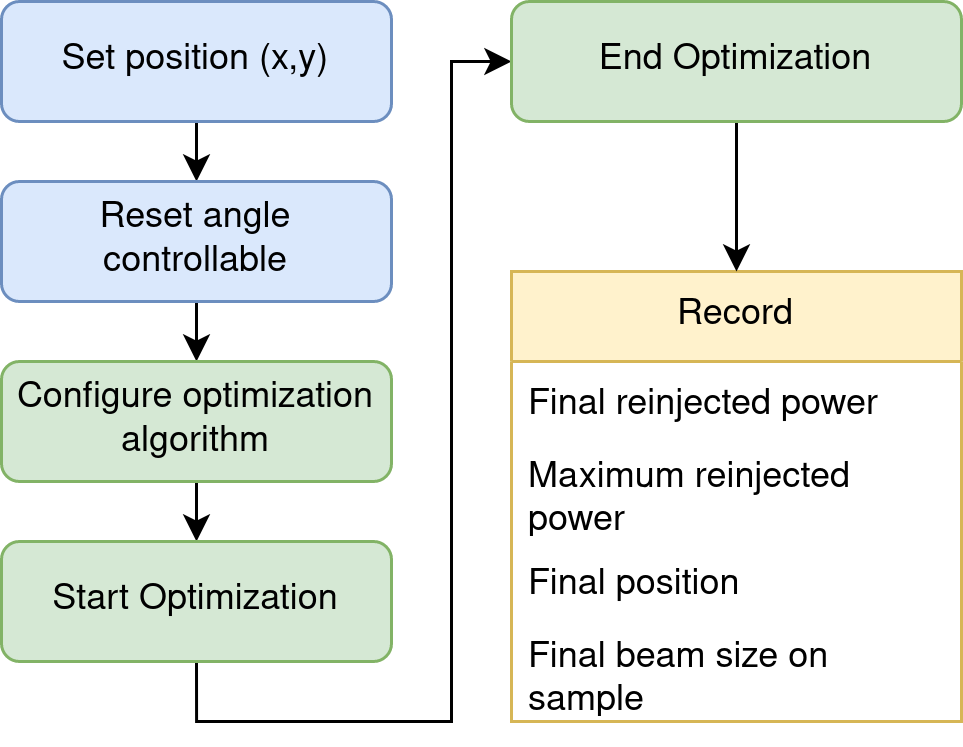 Set position (x,y)
Reset angle
controllable
Configure optimization
algorithm
Start Optimization
End Optimization
Record
Final reinjected power
Maximum reinjected
power
Final position
Final beam size on
sample